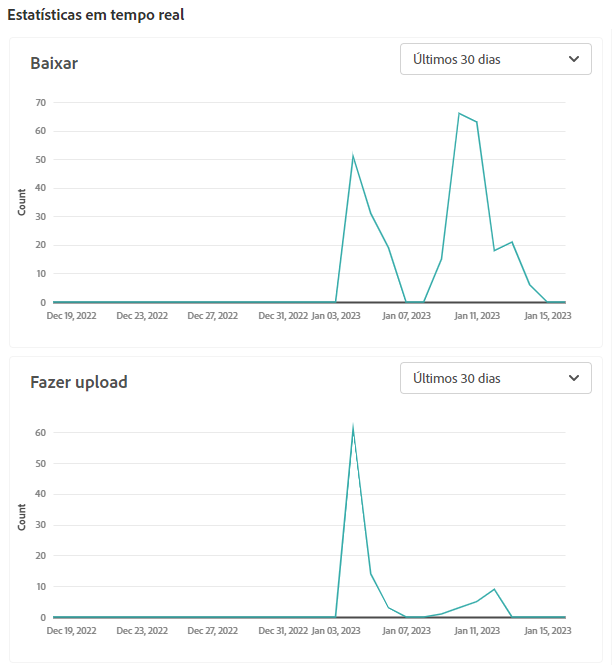 Estatísticas em tempo real
Baixar
Últimos 30 dias
70
60
50
40
30
20
10
0
Count
Dec 19, 2022 Dec 23, 2022 Dec 27, 2022 Dec 31, 2022 Jan 03, 2023 Jan 07, 2023 Jan 11, 2023 Jan 15, 2023
Fazer upload
Últimos 30 dias
60
50
40
30
20
10
0
Count
Dec 19, 2022 Dec 23, 2022 Dec 27, 2022 Dec 31, 2022 Jan 03, 2023 Jan 07, 2023 Jan 11, 2023 Jan 15, 2023